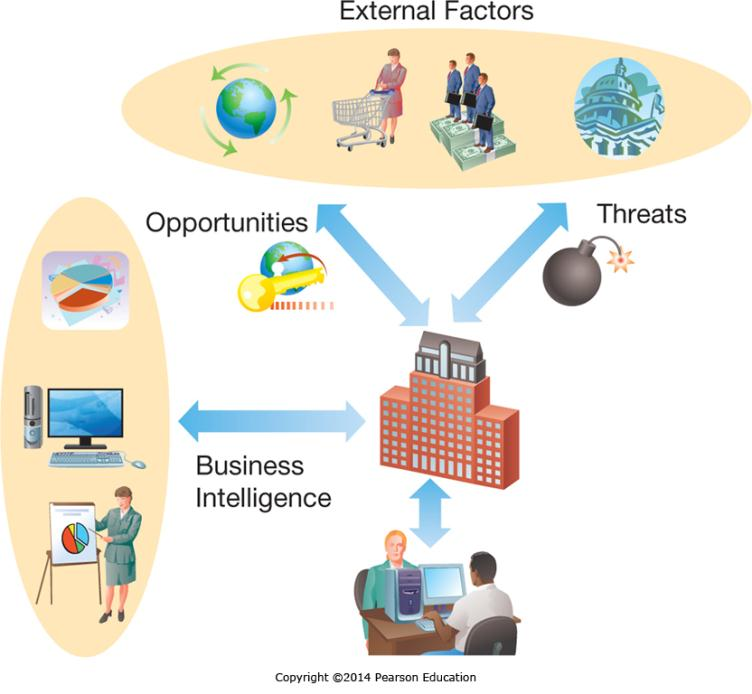 External Factors
Opportunities
Threats
Business
Intelligence
Copyright ©2014 Pearson Education